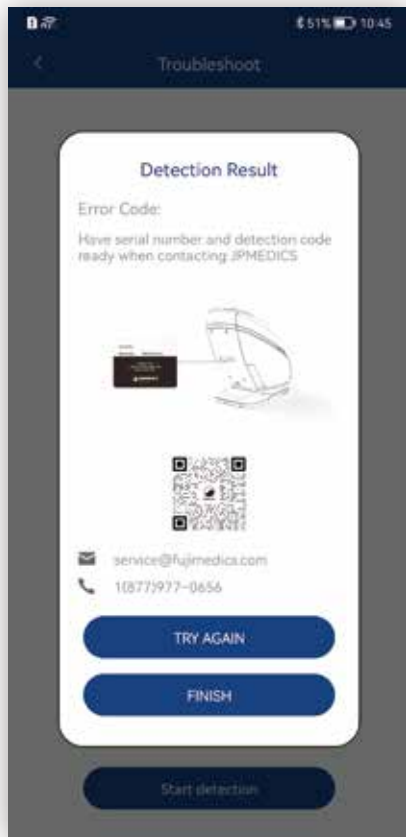 51% 10:45
Troubleshoot
Detection Result
Error Code:
Have serial number and detection code
ready when contacting JPMEDICS
service@fujimedics.com
1(877)977-0656
TRY AGAIN
FINISH
Start detection